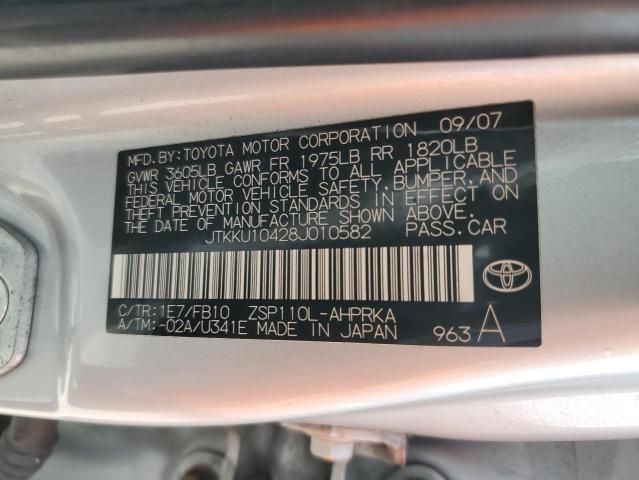 MFD.BY:TOYOTA MOTOR CORPORATION 09/07
GVWR 3605LB GAWR FR 1975LB RR 1820LB
THIS VEHICLE CONFORMS TO ALL APPLICABLE
FEDERAL MOTOR VEHICLE SAFETY, BUMPER, AND
THEFT PREVENTION STANDARDS IN EFFECT ON
THE DATE OF MANUFACTURE SHOWN ABOVE.
JTKKU10428J010582 PASS.CAR
C/TR: 1E7/FB10 ZSP110L-AHPRKA
A/TM: -02A/U341E MADE IN JAPAN 963 A